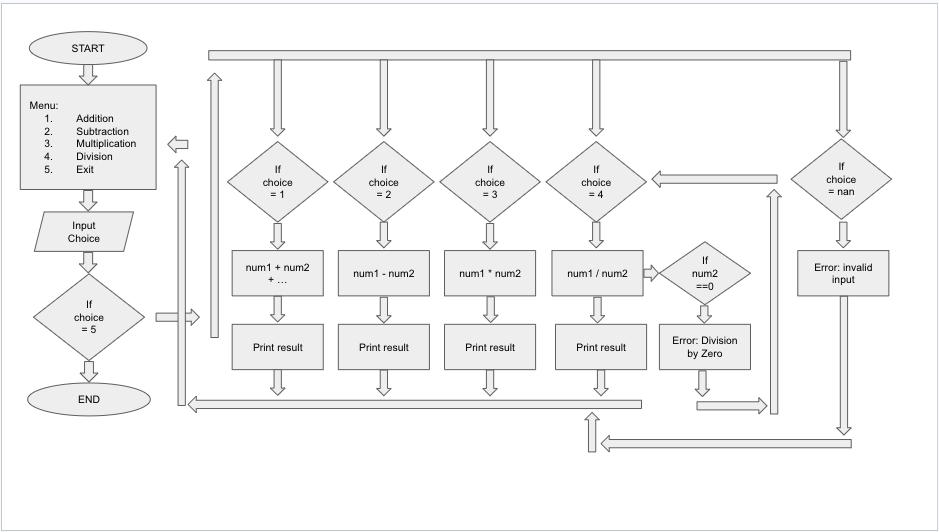 START
Menu:
1. Addition
2. Subtraction
3. Multiplication
4. Division
5. Exit
Input
Choice
If
choice
= 5
END
If
choice
= 1
num1 + num2
+ ...
Print result
If
choice
= 2
num1 - num2
Print result
If
choice
= 3
num1 * num2
Print result
If
choice
= 4
num1 / num2
Print result
If
num2
==0
Error: Division
by Zero
If
choice
= nan
Error: invalid
input